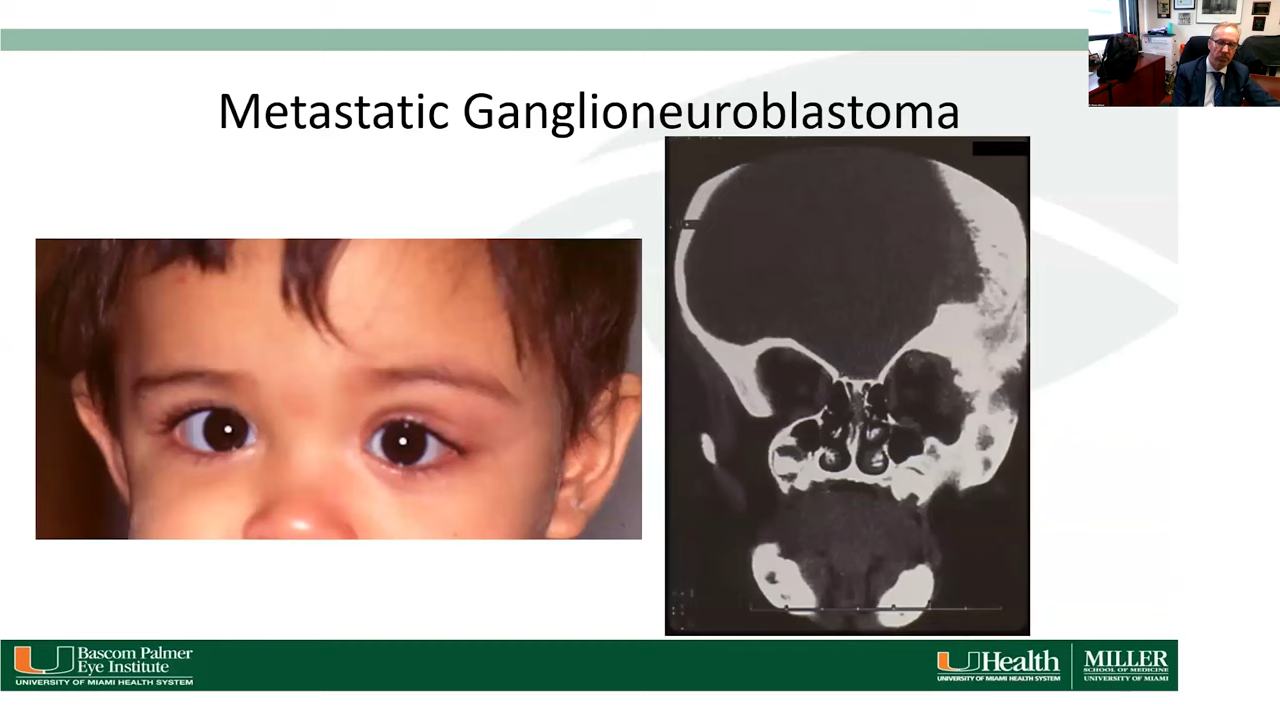 Metastatic Ganglioneuroblastoma
Bascom Palmer
Eye Institute
UNIVERSITY OF MIAMI HEALTH SYSTEM
UHealth
UNIVERSITY OF MIAMI HEALTH SYSTEM
MILLER
SCHOOL OF MEDICINE
UNIVERSITY OF MIAMI